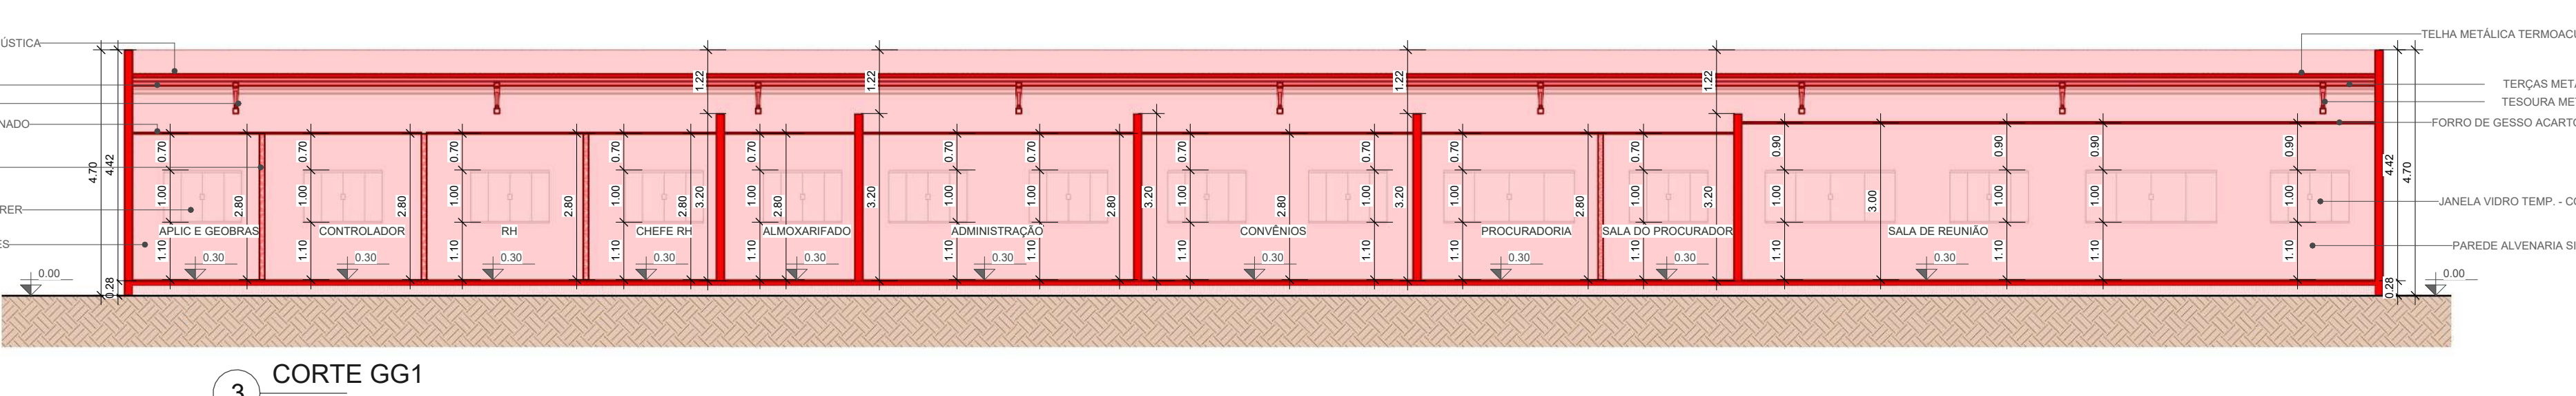 ÚSTICA
TELHA METÁLICA TERMOACU
TERÇAS META
TESOURA MET
NADO
FORRO DE GESSO ACARTO
RER
JANELA VIDRO TEMP. - CO
ES
PAREDE ALVENARIA SI
4.70
4.42
0.28
1.22
1.22
1.22
1.22
4.42
4.70
0.28
0.70 0.70 0.70 0.70 0.70 0.70 0.70 0.70 0.70 0.70 0.70 0.90 0.90 0.90 0.90
1.00 1.00 1.00 1.00 1.00 1.00 1.00 1.00 1.00 1.00 1.00 1.00 1.00 1.00 1.00
2.80 2.80 2.80 2.80 2.80 3.20 2.80 3.20 2.80 3.20 2.80 3.20 3.00
APLIC E GEOBRAS CONTROLADOR RH CHEFE RH ALMOXARIFADO ADMINISTRAÇÃO CONVÊNIOS PROCURADORIA SALA DO PROCURADOR SALA DE REUNIÃO
1.10 1.10 1.10 1.10 1.10 1.10 1.10 1.10 1.10 1.10 1.10 1.10 1.10 1.10 1.10
0.30 0.30 0.30 0.30 0.30 0.30 0.30 0.30 0.30 0.30
0.00
0.00
3 CORTE GG1